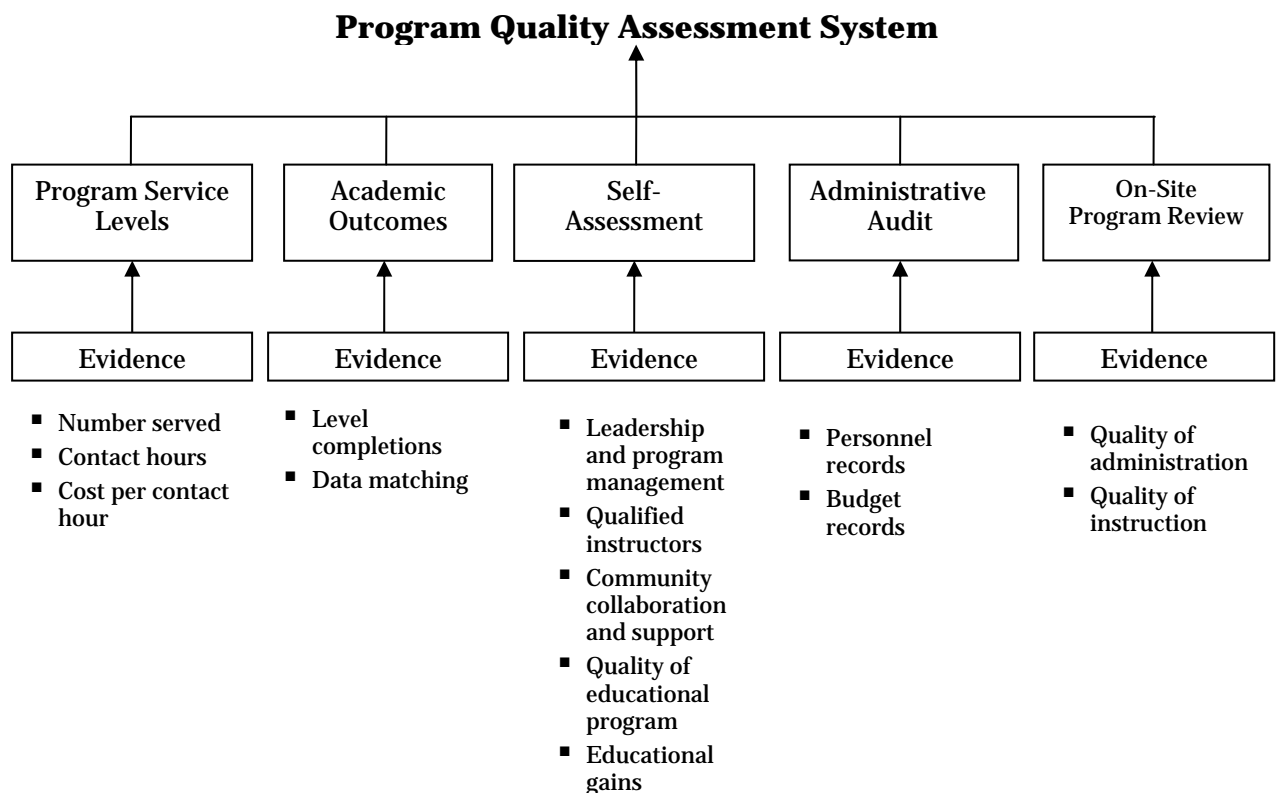 Program Quality Assessment System
Program Service
Levels
Academic
Outcomes
Self-
Assessment
Administrative
Audit
On-Site
Program Review
Evidence
Evidence
Evidence
Evidence
Evidence
▪ Number served
▪ Contact hours
▪ Cost per contact
hour
▪ Level
completions
▪ Data matching
▪ Leadership
and program
management
▪ Qualified
instructors
▪ Community
collaboration
and support
▪ Quality of
educational
program
▪ Educational
gains
▪ Personnel
records
▪ Budget
records
▪ Quality of
administration
▪ Quality of
instruction